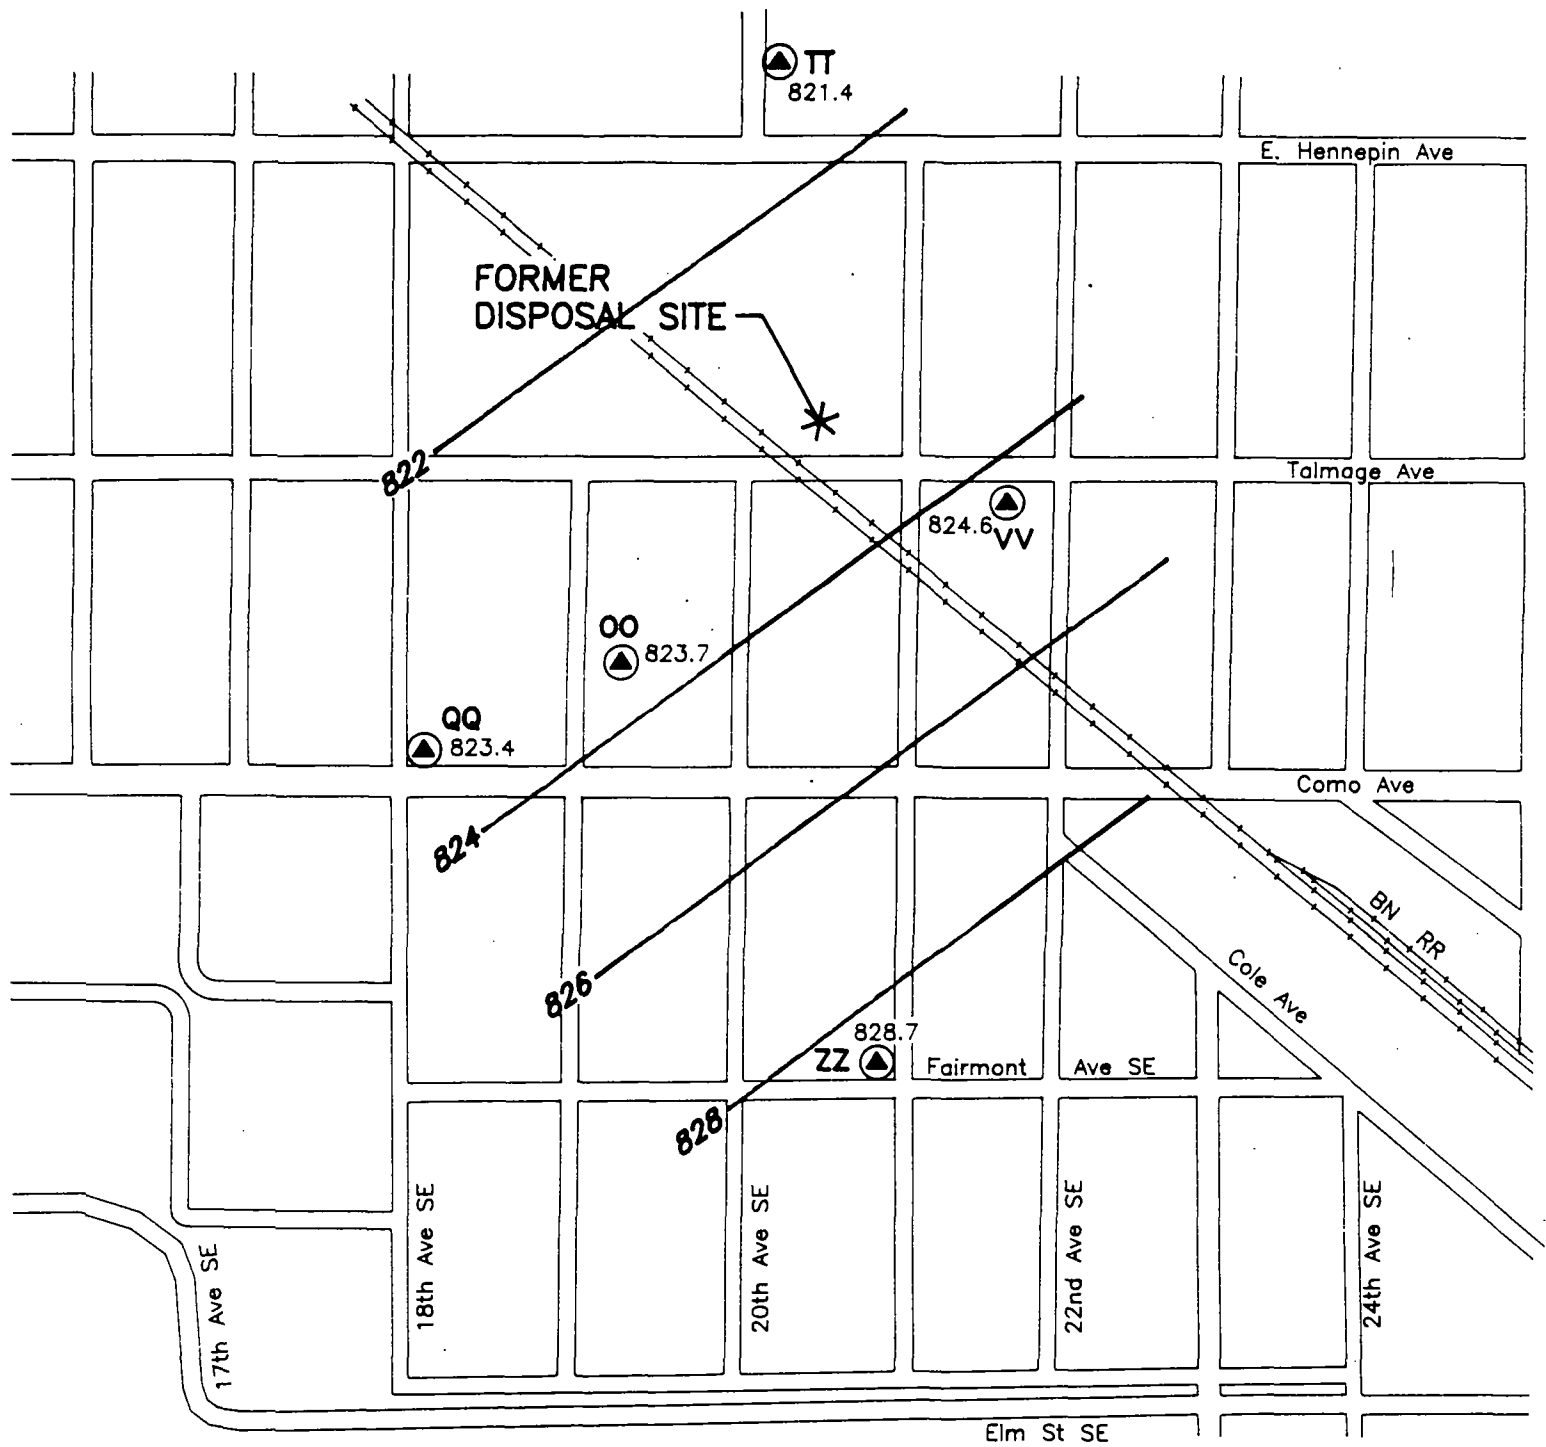 TT
821.4
E. Hennepin Ave
FORMER
DISPOSAL SITE
822
Talmage Ave
824.6
VV
OO
823.7
QQ
823.4
Como Ave
824
BN RR
Cole Ave
826
828.7
ZZ
Fairmont Ave SE
828
17th Ave SE
18th Ave SE
20th Ave SE
22nd Ave SE
24th Ave SE
Elm St SE